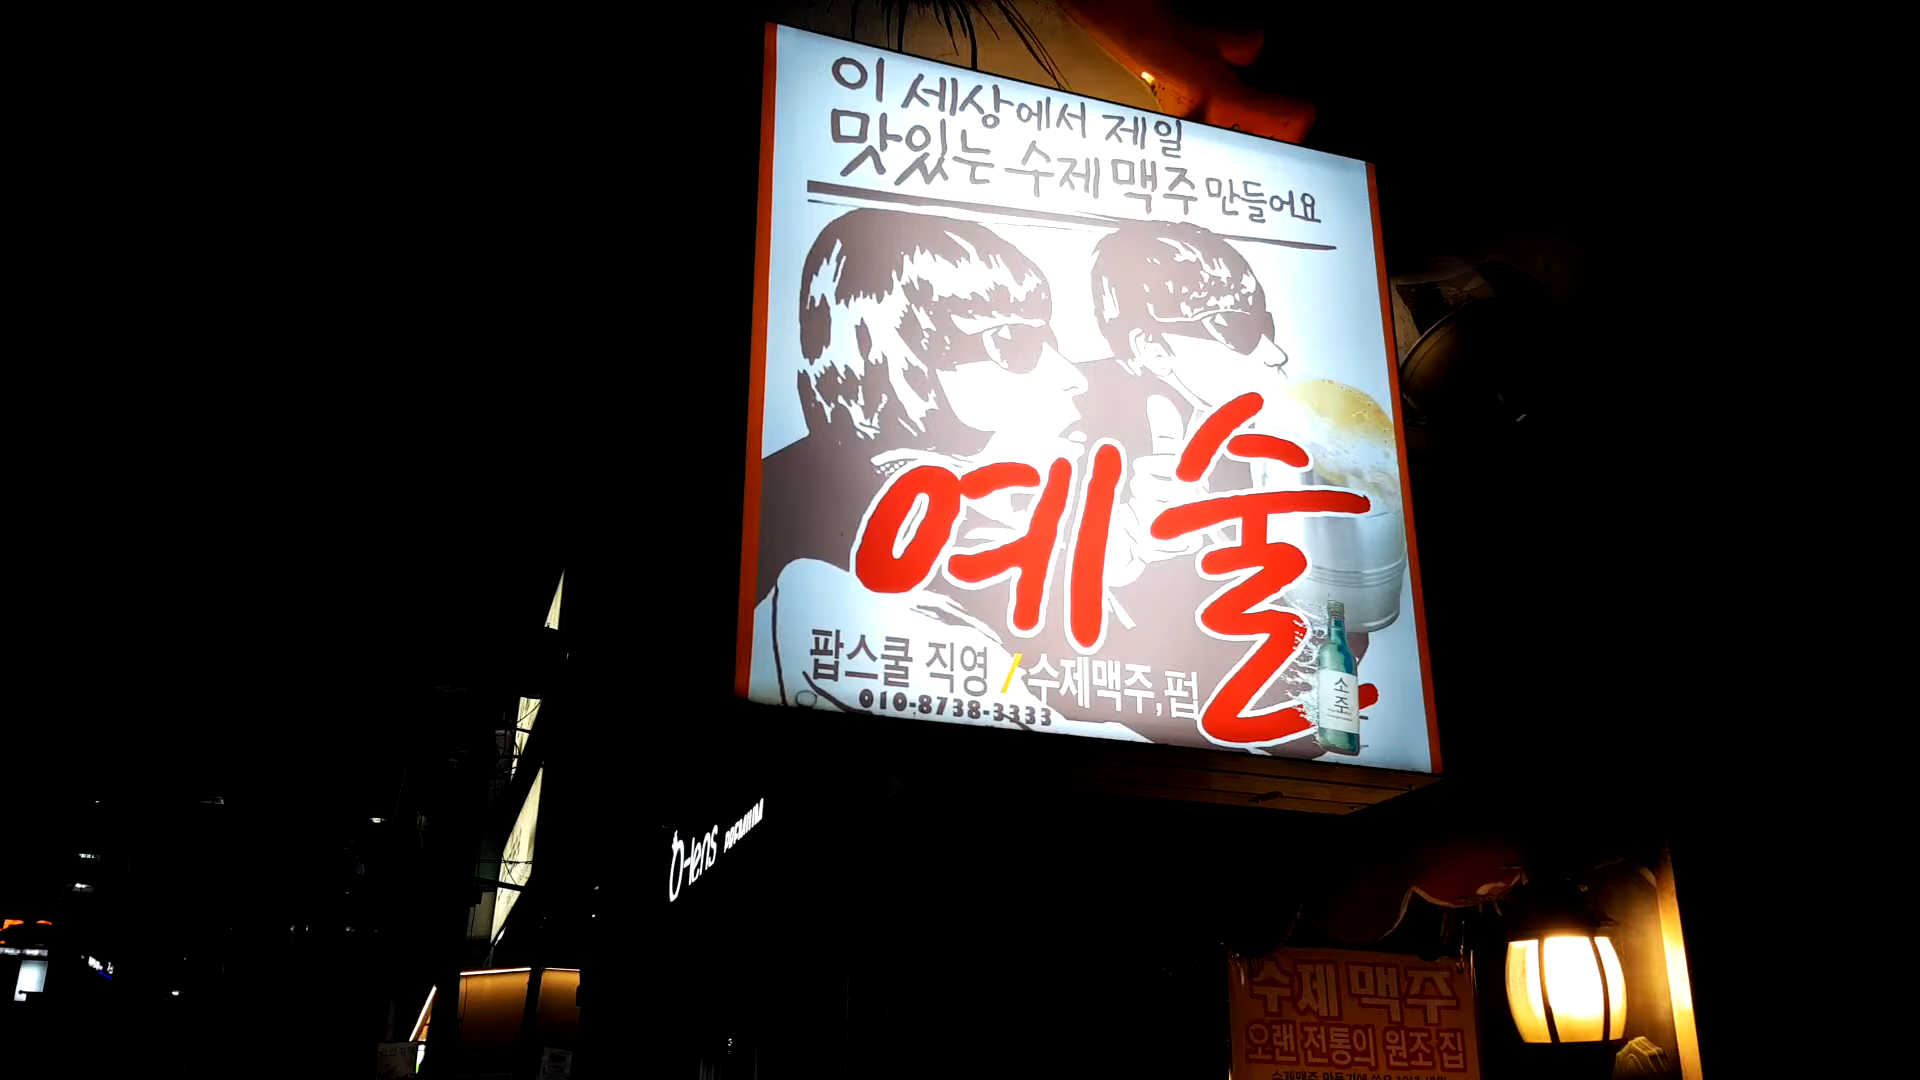 이 세상에서 제일
맛있는 수제 맥주 만들어요
예술
팝스쿨 직영 / 수제맥주, 펍
010-8738-3333
소주
O-lens PREMIUM
수제 맥주
오랜 전통의 원조집